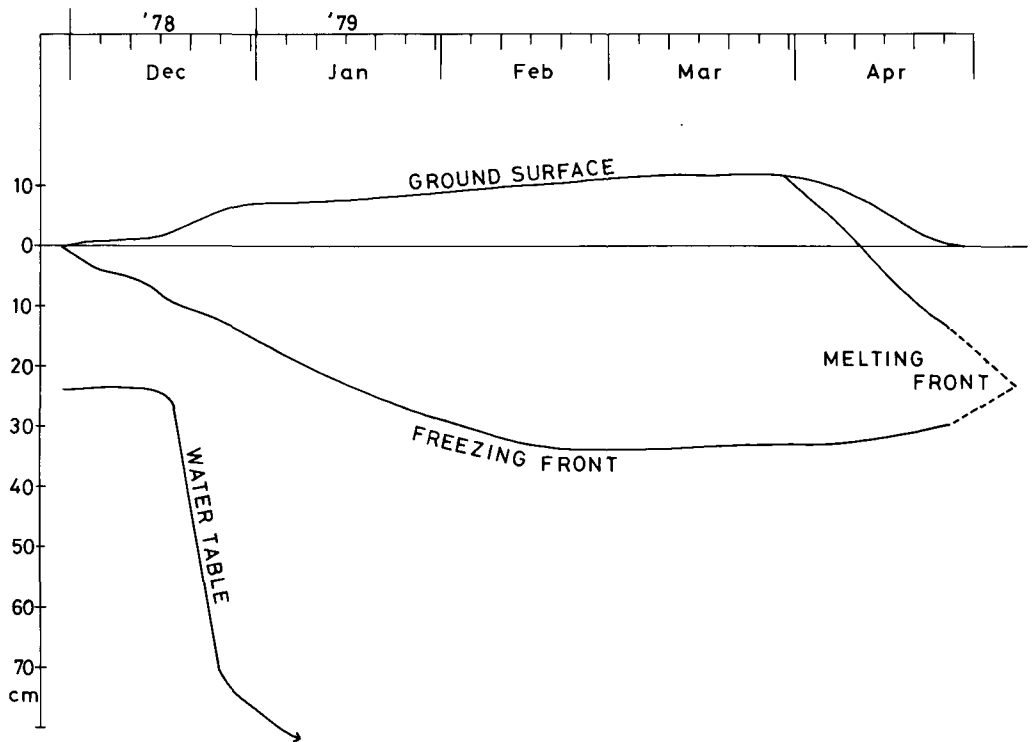 '78 '79
Dec Jan Feb Mar Apr
10
GROUND SURFACE
0
10
20
MELTING
FRONT
30
FREEZING FRONT
40
WATER TABLE
50
60
70
cm